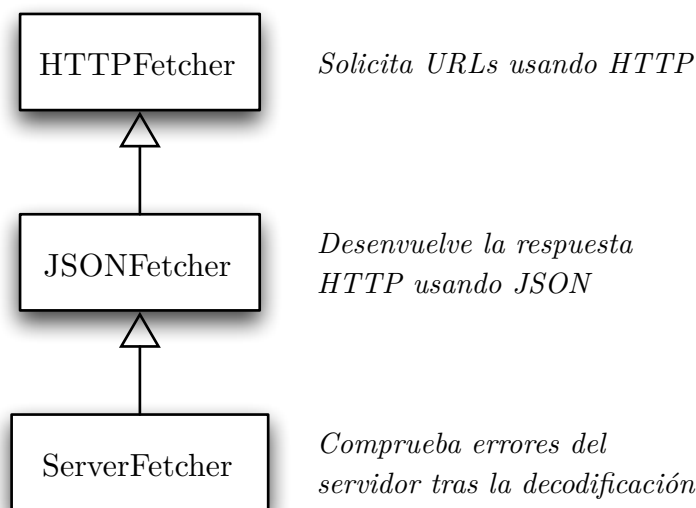 HTTPFetcher
Solicita URLs usando HTTP
JSONFetcher
Desenvuelve la respuesta
HTTP usando JSON
ServerFetcher
Comprueba errores del
servidor tras la decodificación